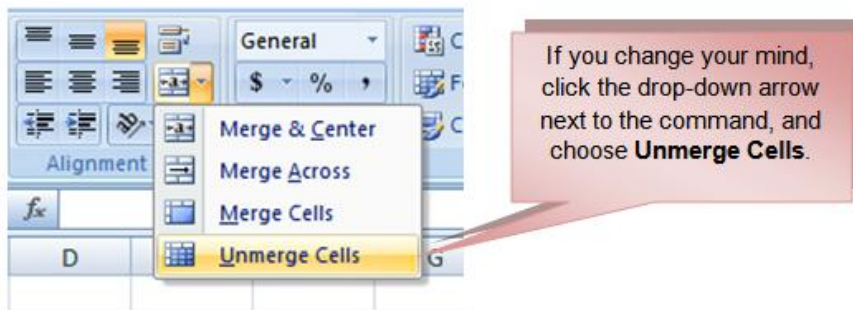 General
$ % ,
Alignment
Merge & Center
Merge Across
Merge Cells
Unmerge Cells
fx
D
G
If you change your mind,
click the drop-down arrow
next to the command, and
choose Unmerge Cells.